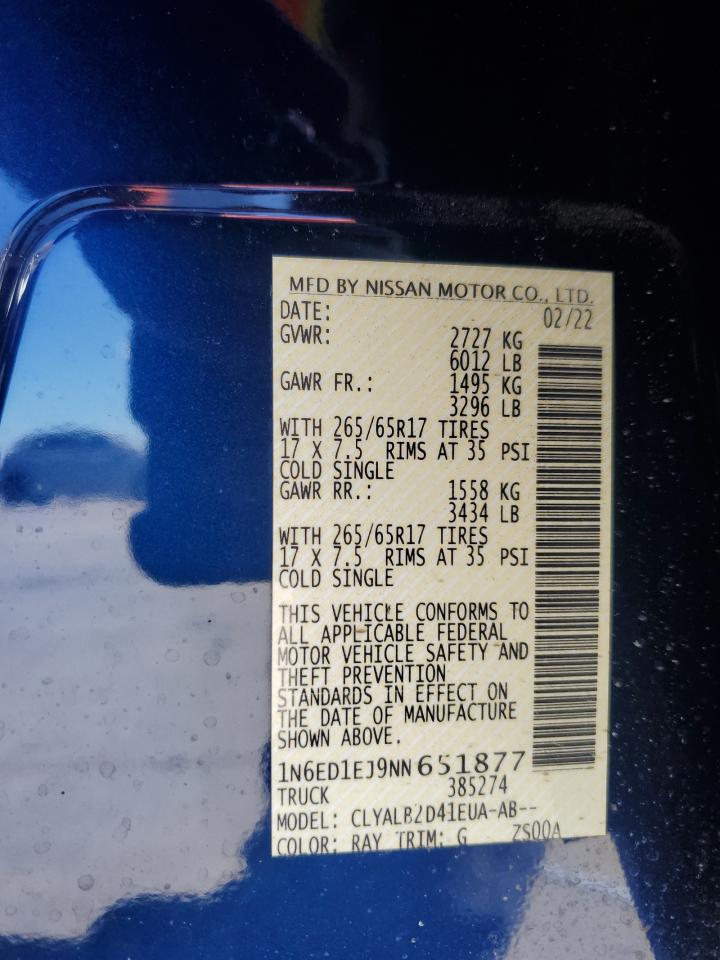 MFD BY NISSAN MOTOR CO., LTD.
DATE: 02/22
GVWR: 2727 KG
6012 LB
GAWR FR.: 1495 KG
3296 LB
WITH 265/65R17 TIRES
17 X 7.5 RIMS AT 35 PSI
COLD SINGLE
GAWR RR.: 1558 KG
3434 LB
WITH 265/65R17 TIRES
17 X 7.5 RIMS AT 35 PSI
COLD SINGLE
THIS VEHICLE CONFORMS TO
ALL APPLICABLE FEDERAL
MOTOR VEHICLE SAFETY AND
THEFT PREVENTION
STANDARDS IN EFFECT ON
THE DATE OF MANUFACTURE
SHOWN ABOVE.
1N6ED1EJ9NN651877
TRUCK 385274
MODEL: CLYALB2D41EUA-AB--
COLOR: RAY TRIM: G ZS00A